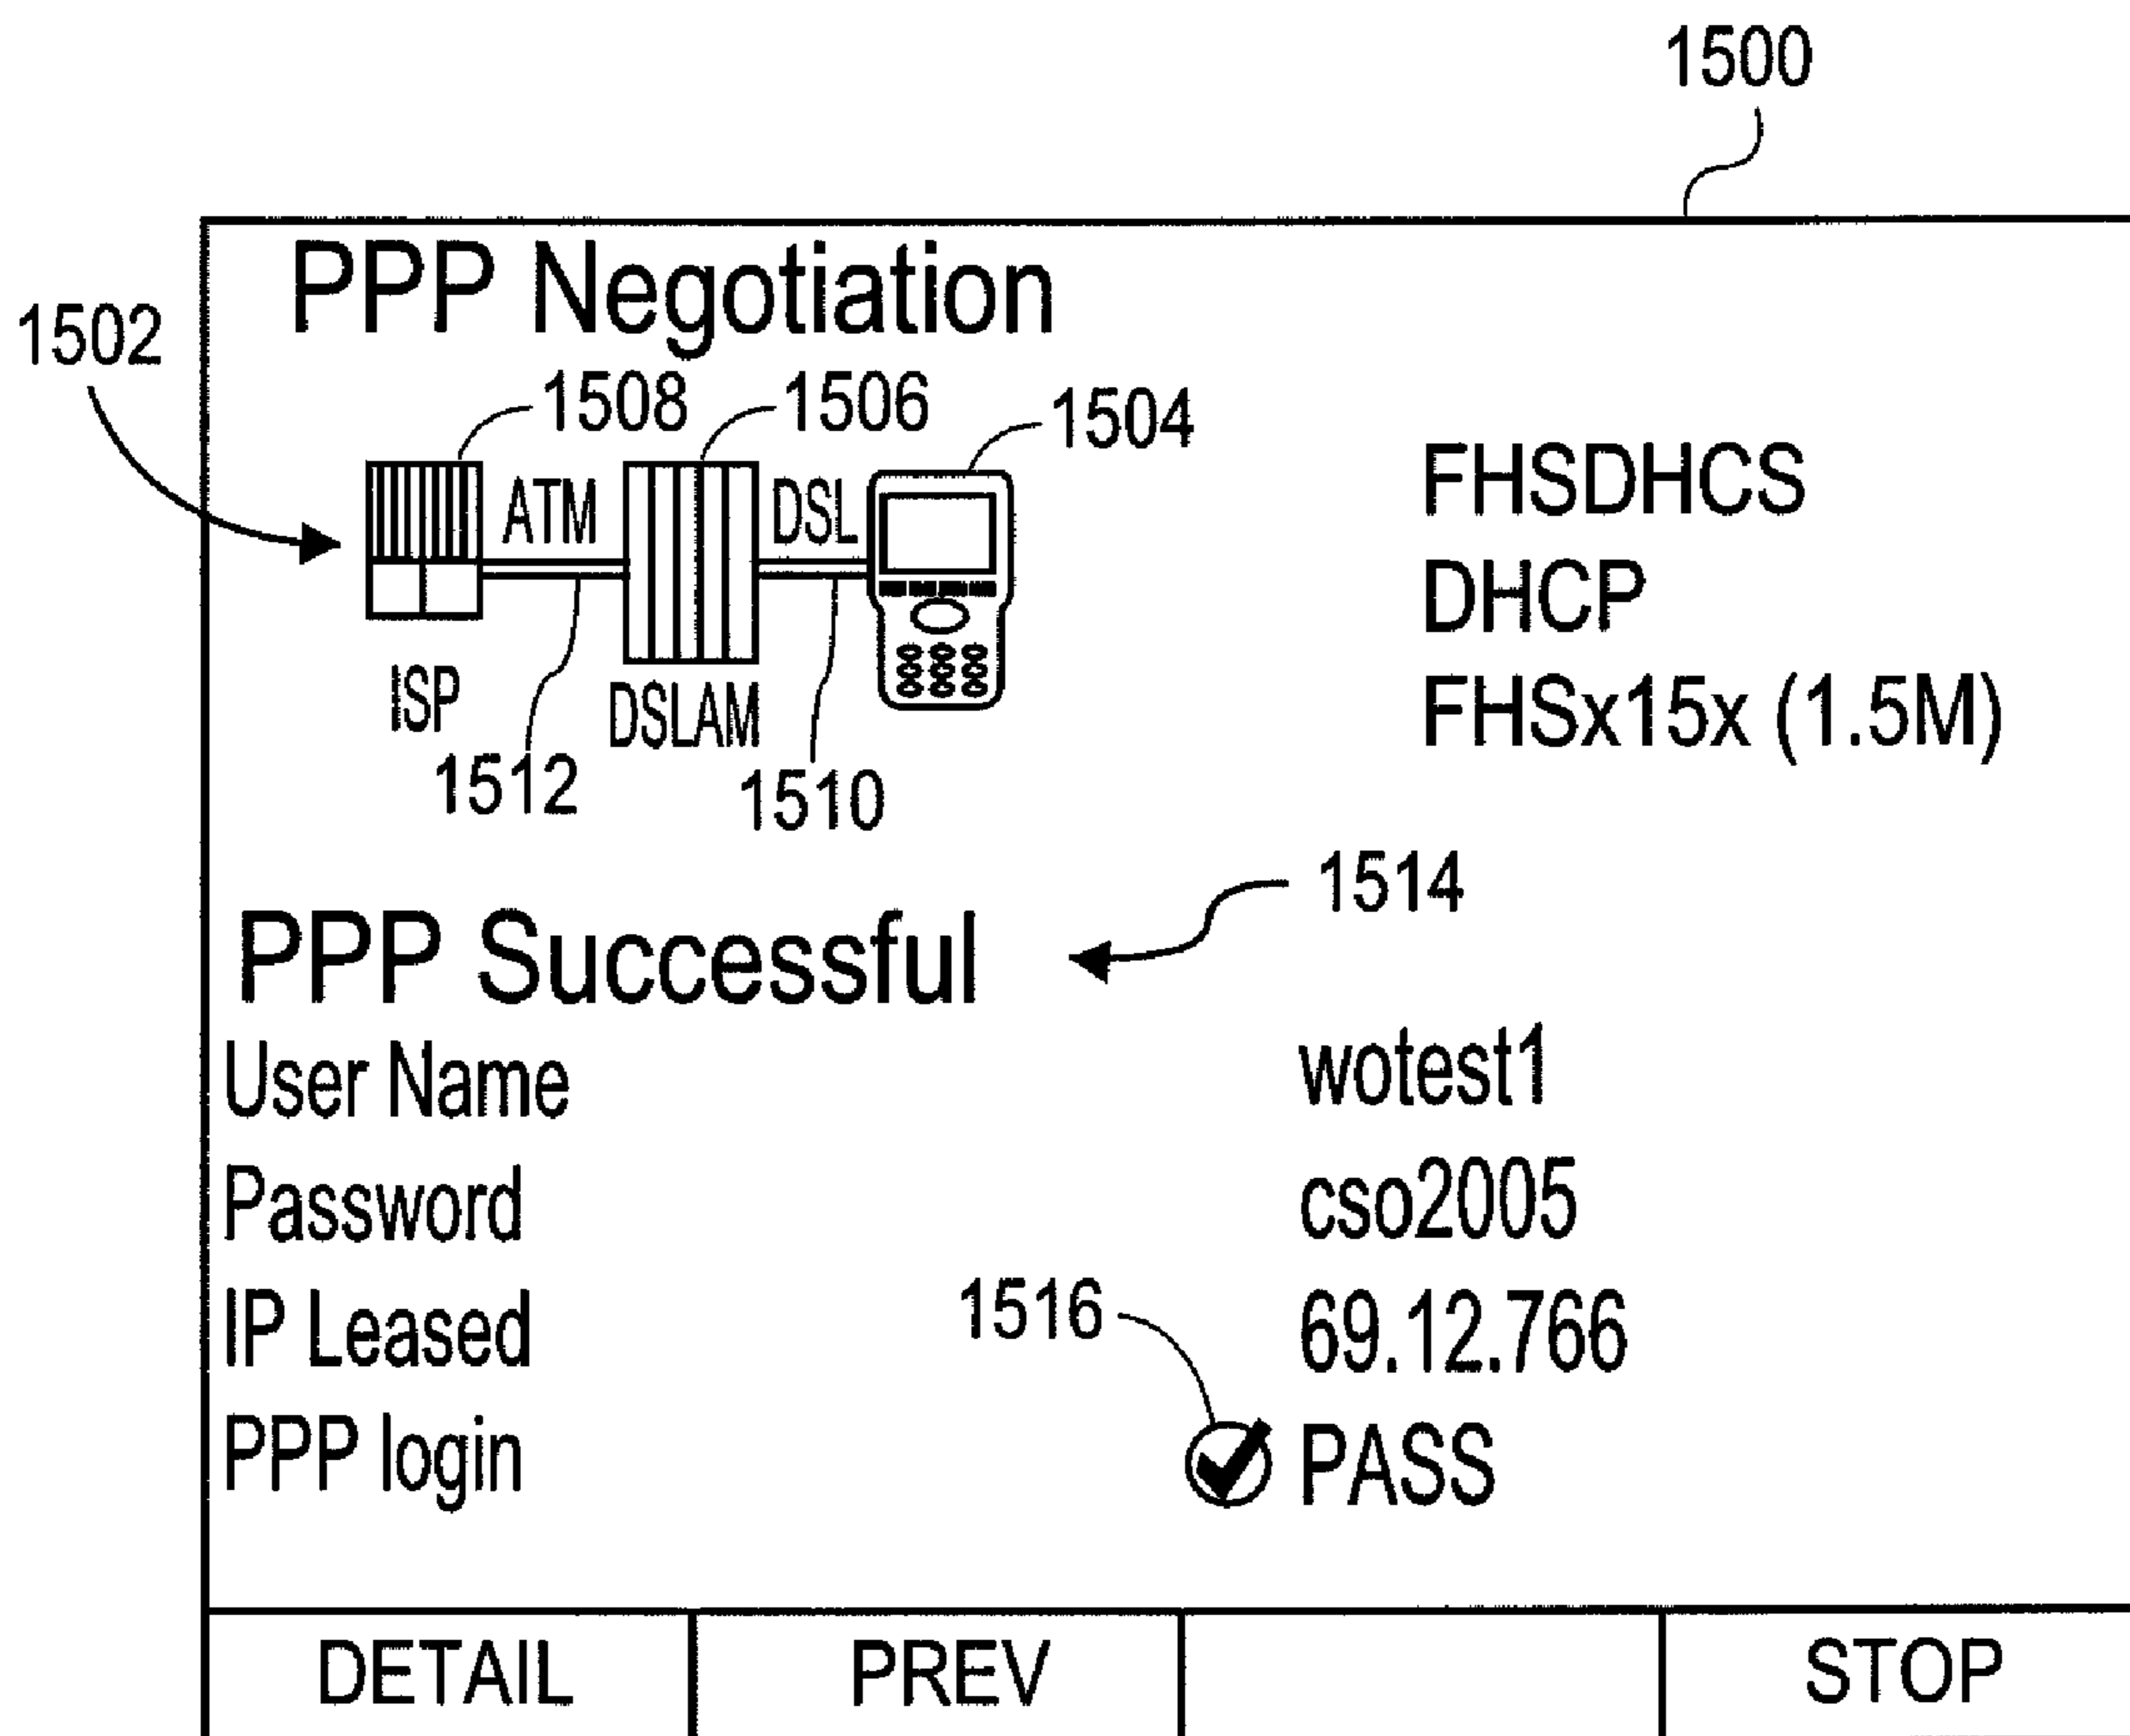 1500
PPP Negotiation
1502
1508 1506 1504
ATM DSL
FHSDHCS
DHCP
ISP DSLAM
FHSx15x (1.5M)
1512 1510
1514
PPP Successful
User Name wotest1
Password cso2005
IP Leased 69.12.766
1516
PPP login PASS
DETAIL PREV STOP